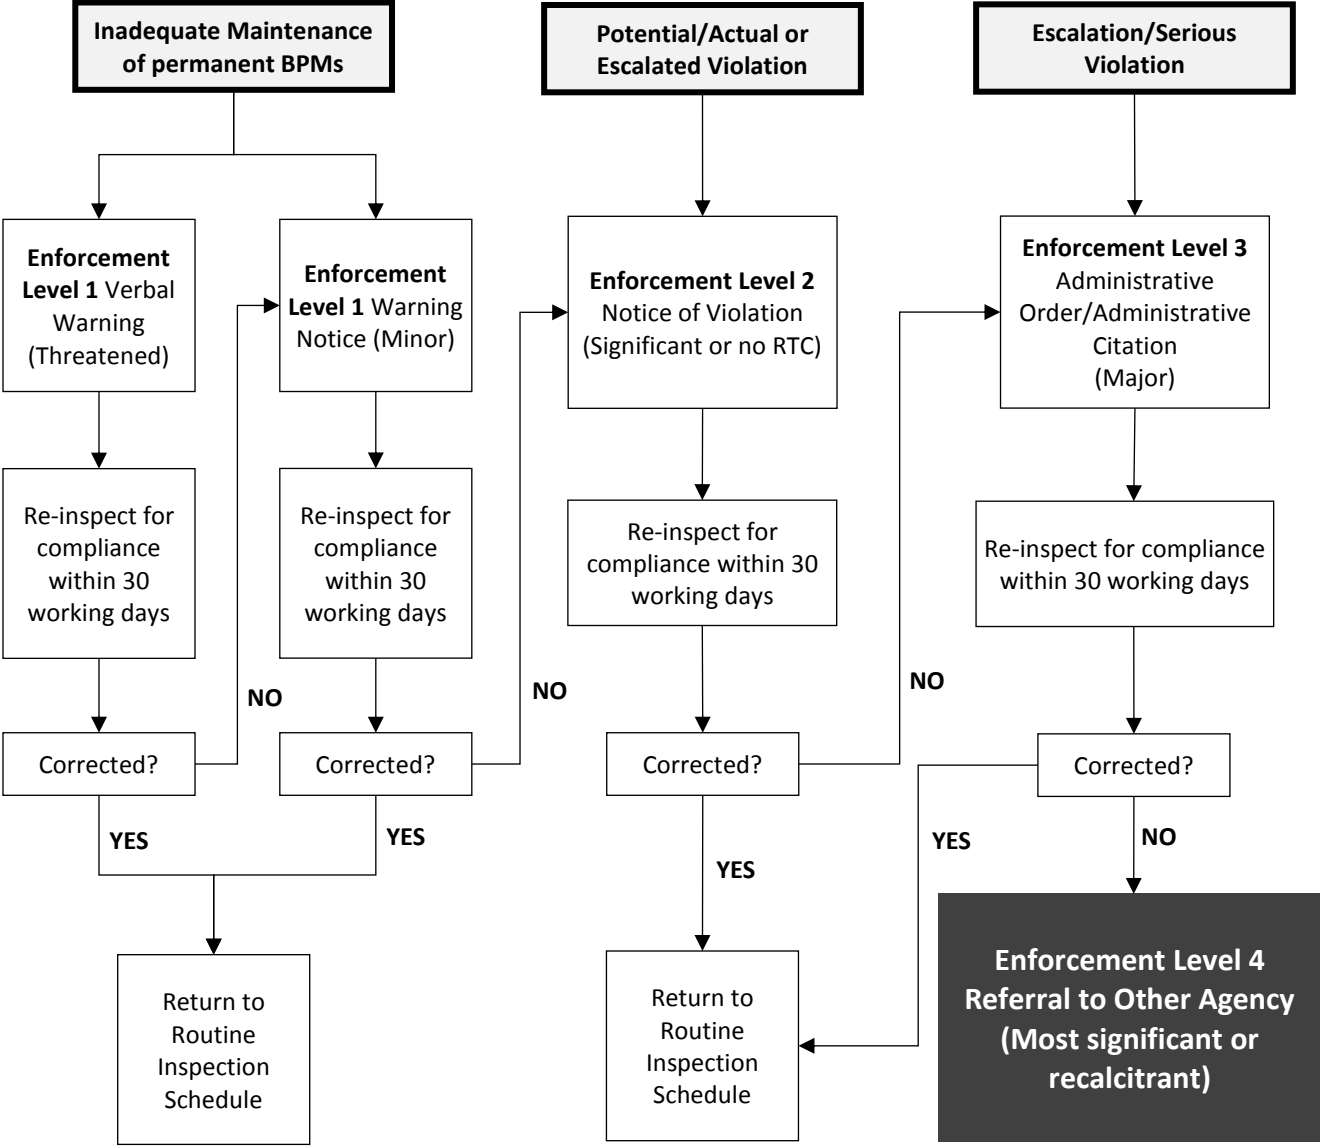 Inadequate Maintenance
of permanent BPMs
Potential/Actual or
Escalated Violation
Escalation/Serious
Violation
Enforcement
Level 1 Verbal
Warning
(Threatened)
Enforcement
Level 1 Warning
Notice (Minor)
Enforcement Level 2
Notice of Violation
(Significant or no RTC)
Enforcement Level 3
Administrative
Order/Administrative
Citation
(Major)
Re-inspect for
compliance
within 30
working days
Re-inspect for
compliance
within 30
working days
Re-inspect for
compliance within 30
working days
Re-inspect for compliance
within 30 working days
NO
NO
NO
Corrected?
Corrected?
Corrected?
Corrected?
YES
YES
YES
YES
NO
Return to
Routine
Inspection
Schedule
Return to
Routine
Inspection
Schedule
Enforcement Level 4
Referral to Other Agency
(Most significant or
recalcitrant)